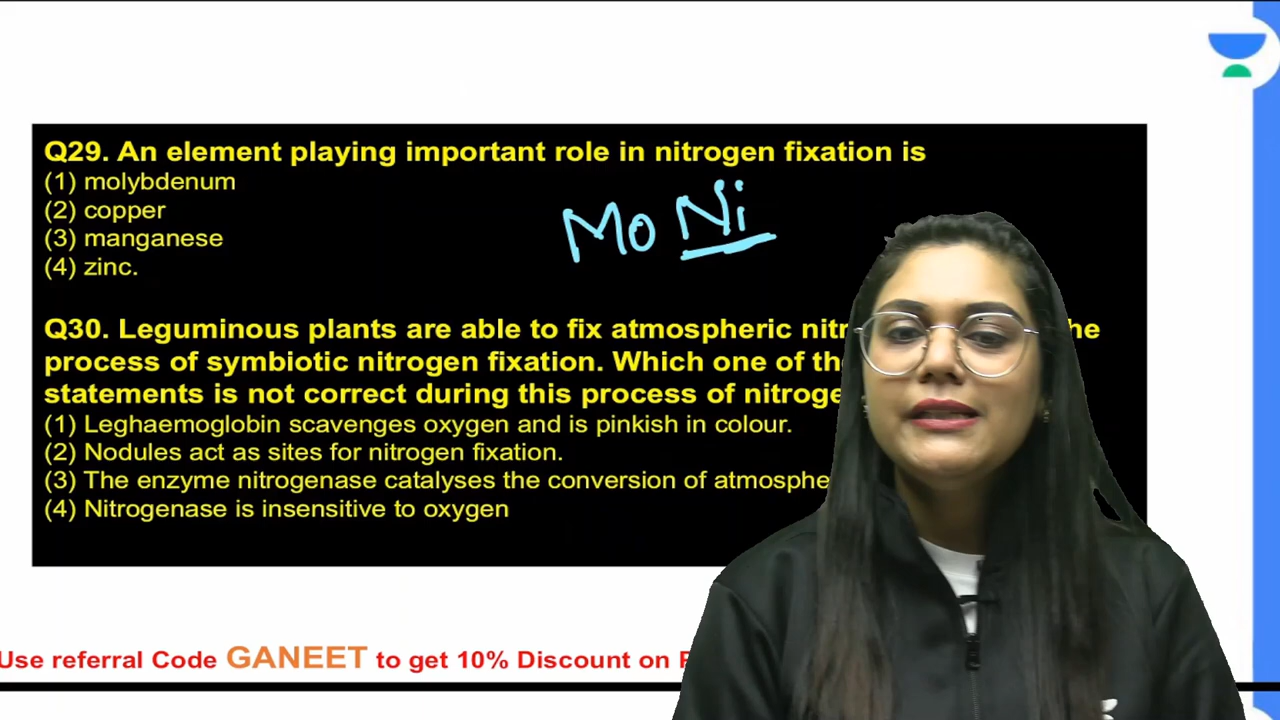 Q29. An element playing important role in nitrogen fixation is
(1) molybdenum
(2) copper
(3) manganese
(4) zinc.
Mo Ni
Q30. Leguminous plants are able to fix atmospheric he
process of symbiotic nitrogen fixation. Which one of
statements is not correct during this process of
(1) Leghaemoglobin scavenges oxygen and is pinkish in colour.
(2) Nodules act as sites for nitrogen fixation.
(3) The enzyme nitrogenase catalyses the conversion of
(4) Nitrogenase is insensitive to oxygen
Use referral Code GANEET to get 10% Discount on